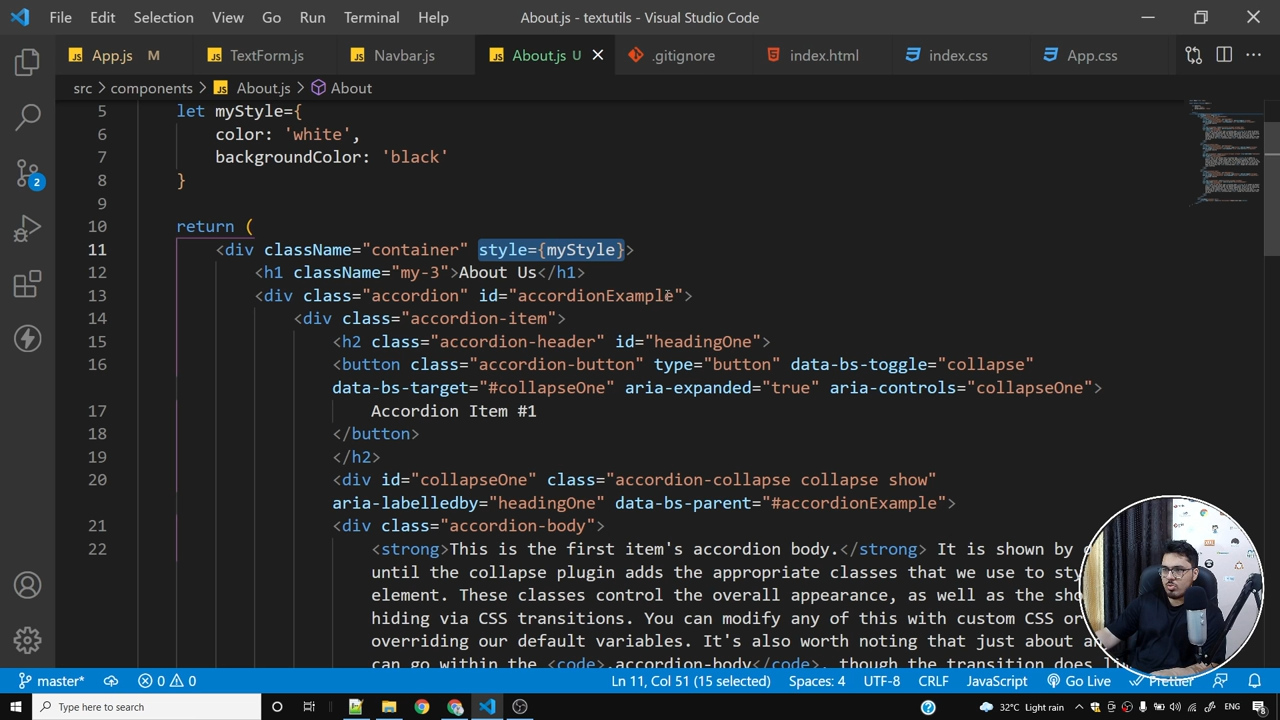 File Edit Selection View Go Run Terminal Help About.js - textutils - Visual Studio Code
App.js M TextForm.js Navbar.js About.js U .gitignore index.html index.css App.css
src > components > About.js > About
5 let myStyle={
6 color: 'white',
7 backgroundColor: 'black'
8 }
9
10 return (
11 <div className="container" style={myStyle}>
12 <h1 className="my-3">About Us</h1>
13 <div class="accordion" id="accordionExample">
14 <div class="accordion-item">
15 <h2 class="accordion-header" id="headingOne">
16 <button class="accordion-button" type="button" data-bs-toggle="collapse"
data-bs-target="#collapseOne" aria-expanded="true" aria-controls="collapseOne">
17 Accordion Item #1
18 </button>
19 </h2>
20 <div id="collapseOne" class="accordion-collapse collapse show"
aria-labelledby="headingOne" data-bs-parent="#accordionExample">
21 <div class="accordion-body">
22 <strong>This is the first item's accordion body.</strong> It is shown by
until the collapse plugin adds the appropriate classes that we use to
element. These classes control the overall appearance, as well as the
hiding via CSS transitions. You can modify any of this with custom CSS or
overriding our default variables. It's also worth noting that just about
can go within the <code>.accordion-body</code>, though the transition does
2
master* 0 0 Ln 11, Col 51 (15 selected) Spaces: 4 UTF-8 CRLF JavaScript Go Live Prettier
Type here to search 32°C Light rain ENG 8